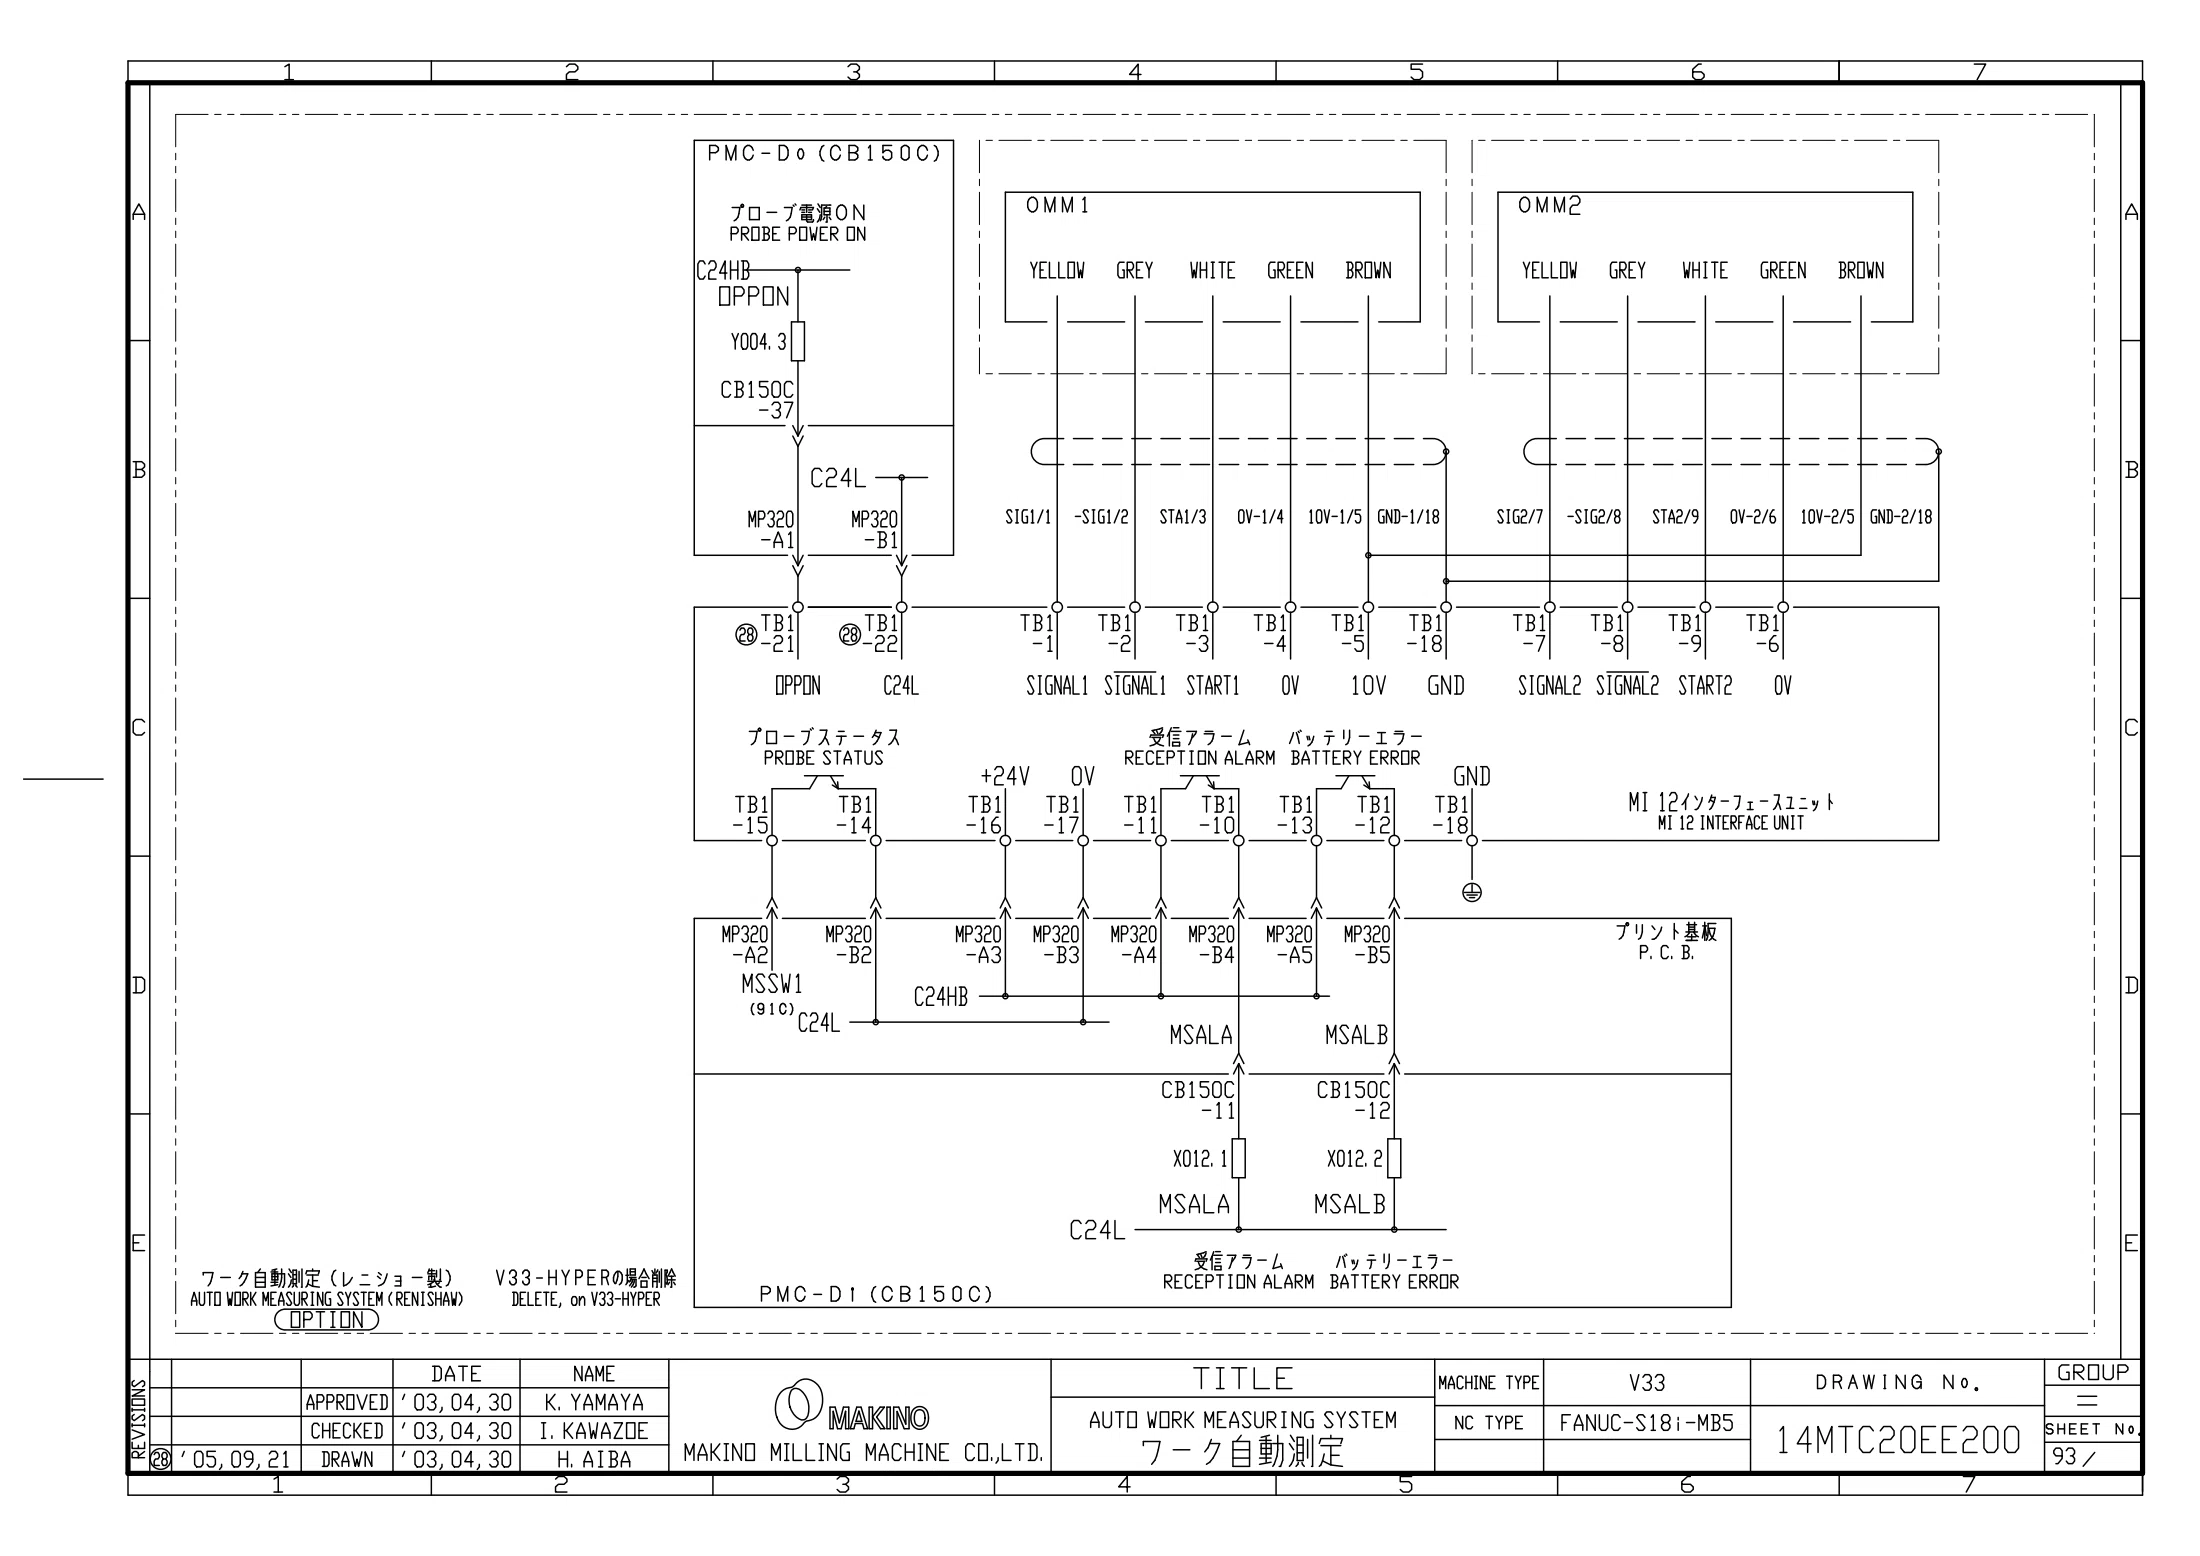 1 2 3 4 5 6 7
A A
B B
C C
D D
E E
PMC-Do(CB150C)
プローブ電源ON
PROBE POWER ON
C24HB
OPPON
Y004.3
CB150C
-37
C24L
MP320
-A1
MP320
-B1
OMM1
YELLOW GREY WHITE GREEN BROWN
OMM2
YELLOW GREY WHITE GREEN BROWN
SIG1/1 -SIG1/2 STA1/3 0V-1/4 10V-1/5 GND-1/18
SIG2/7 -SIG2/8 STA2/9 0V-2/6 10V-2/5 GND-2/18
28 TB1
-21
28 TB1
-22
TB1
-1
TB1
-2
TB1
-3
TB1
-4
TB1
-5
TB1
-18
TB1
-7
TB1
-8
TB1
-9
TB1
-6
OPPON C24L SIGNAL1 SIGNAL1 START1 0V 10V GND SIGNAL2 SIGNAL2 START2 0V
プローブステータス
PROBE STATUS
+24V 0V
受信アラーム
RECEPTION ALARM
バッテリーエラー
BATTERY ERROR
GND
TB1
-15
TB1
-14
TB1
-16
TB1
-17
TB1
-11
TB1
-10
TB1
-13
TB1
-12
TB1
-18
MI 12インターフェースユニット
MI 12 INTERFACE UNIT
MP320
-A2
MP320
-B2
MP320
-A3
MP320
-B3
MP320
-A4
MP320
-B4
MP320
-A5
MP320
-B5
プリント基板
P.C.B.
MSSW1
(91C)
C24HB
C24L
MSALA MSALB
CB150C
-11
CB150C
-12
X012.1 X012.2
MSALA MSALB
C24L
受信アラーム
RECEPTION ALARM
バッテリーエラー
BATTERY ERROR
PMC-DI(CB150C)
ワーク自動測定(レニショー製)
AUTO WORK MEASURING SYSTEM(RENISHAW)
OPTION
V33-HYPERの場合削除
DELETE, on V33-HYPER
REVISIONS
DATE NAME
APPROVED '03,04,30 K. YAMAYA
CHECKED '03,04,30 I. KAWAZOE
28 '05,09,21 DRAWN '03,04,30 H. AIBA
MAKINO
MAKINO MILLING MACHINE CO.,LTD.
TITLE
AUTO WORK MEASURING SYSTEM
ワーク自動測定
MACHINE TYPE V33
NC TYPE FANUC-S18i-MB5
DRAWING No.
14MTC20EE200
GROUP
=
SHEET No.
93/
1 2 3 4 5 6 7